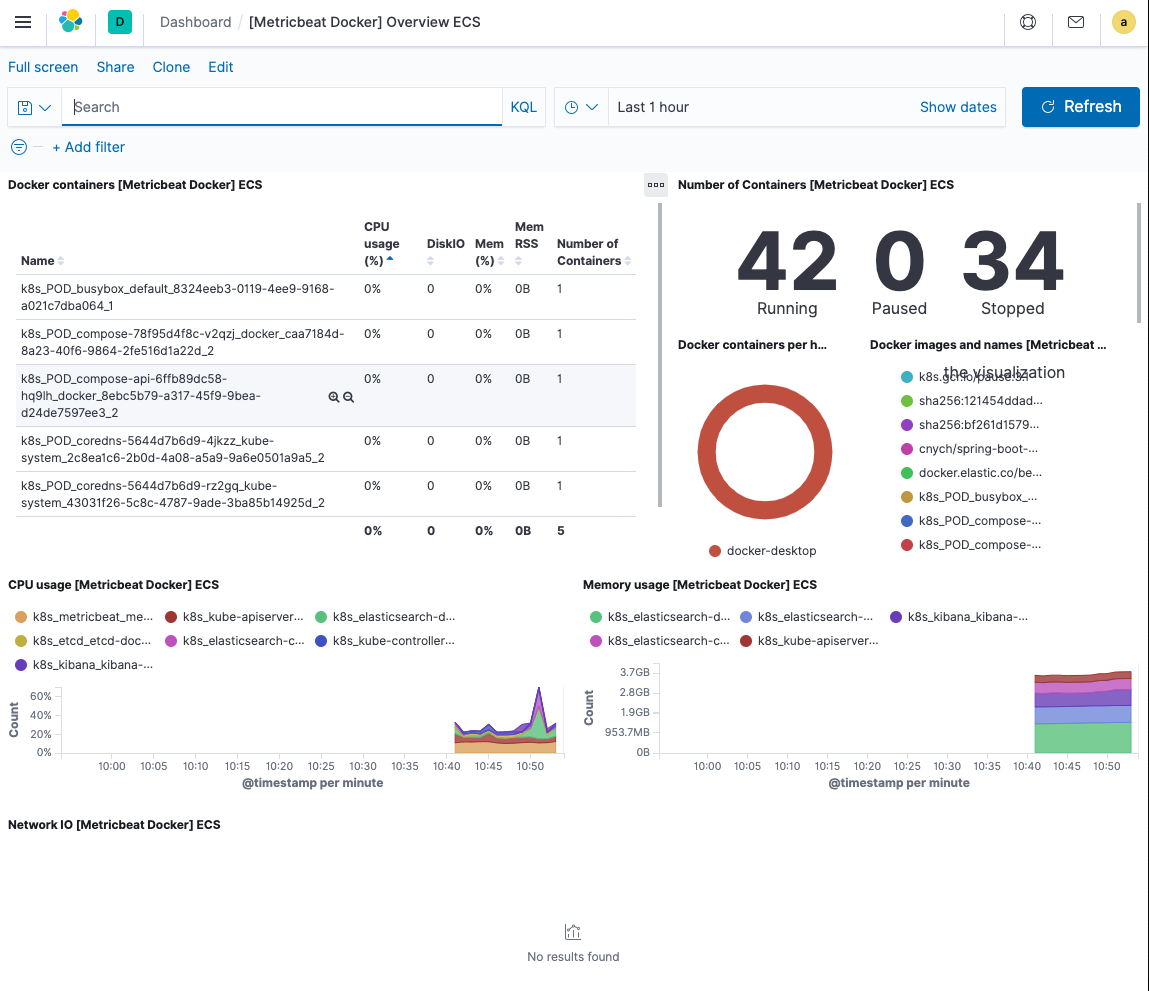 D Dashboard / [Metricbeat Docker] Overview ECS a
Full screen Share Clone Edit
Search KQL Last 1 hour Show dates Refresh
+ Add filter
Docker containers [Metricbeat Docker] ECS
Name CPU usage (%) DiskIO Mem (%) Mem RSS Number of Containers
k8s_POD_busybox_default_8324eeb3-0119-4ee9-9168- 0% 0 0% 0B 1
a021c7dba064_1
k8s_POD_compose-78f95d4f8c-v2qzj_docker_caa7184d- 0% 0 0% 0B 1
8a23-40f6-9864-2fe516d1a22d_2
k8s_POD_compose-api-6ffb89dc58- 0% 0 0% 0B 1
hq9lh_docker_8ebc5b79-a317-45f9-9bea-
d24de7597ee3_2
k8s_POD_coredns-5644d7b6d9-4jkzz_kube- 0% 0 0% 0B 1
system_2c8ea1c6-2b0d-4a08-a5a9-9a6e0501a9a5_2
k8s_POD_coredns-5644d7b6d9-rz2gq_kube- 0% 0 0% 0B 1
system_43031f26-5c8c-4787-9ade-3ba85b14925d_2
0% 0 0% 0B 5
Number of Containers [Metricbeat Docker] ECS
42 0 34
Running Paused Stopped
Docker containers per h...
docker-desktop
Docker images and names [Metricbeat ...
the visualization
k8s.gcr.io/pause:3.1
sha256:121454ddad...
sha256:bf261d1579...
cnych/spring-boot-...
docker.elastic.co/be...
k8s_POD_busybox_...
k8s_POD_compose-...
k8s_POD_compose-...
CPU usage [Metricbeat Docker] ECS
k8s_metricbeat_me... k8s_kube-apiserver... k8s_elasticsearch-d...
k8s_etcd_etcd-doc... k8s_elasticsearch-c... k8s_kube-controller...
k8s_kibana_kibana-...
Count
60%
40%
20%
0%
10:00 10:05 10:10 10:15 10:20 10:25 10:30 10:35 10:40 10:45 10:50
@timestamp per minute
Memory usage [Metricbeat Docker] ECS
k8s_elasticsearch-d... k8s_elasticsearch-... k8s_kibana_kibana-...
k8s_elasticsearch-c... k8s_kube-apiserver...
Count
3.7GB
2.8GB
1.9GB
953.7MB
0B
10:00 10:05 10:10 10:15 10:20 10:25 10:30 10:35 10:40 10:45 10:50
@timestamp per minute
Network IO [Metricbeat Docker] ECS
No results found